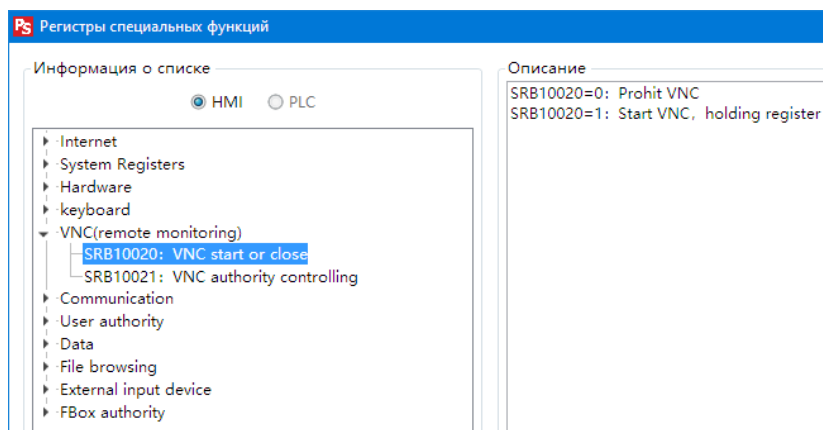 PS Регистры специальных функций
Информация о списке
HMI PLC
Internet
System Registers
Hardware
keyboard
VNC(remote monitoring)
SRB10020: VNC start or close
SRB10021: VNC authority controlling
Communication
User authority
Data
File browsing
External input device
FBox authority
Описание
SRB10020=0: Prohit VNC
SRB10020=1: Start VNC, holding register